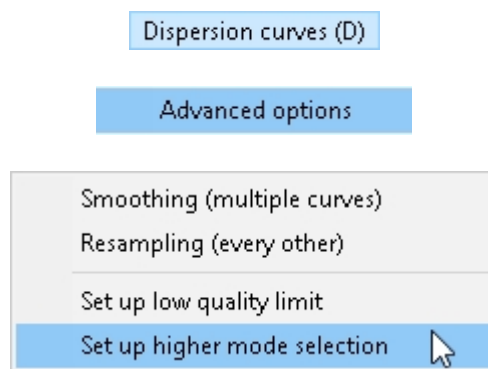 Dispersion curves (D)
Advanced options
Smoothing (multiple curves)
Resampling (every other)
Set up low quality limit
Set up higher mode selection